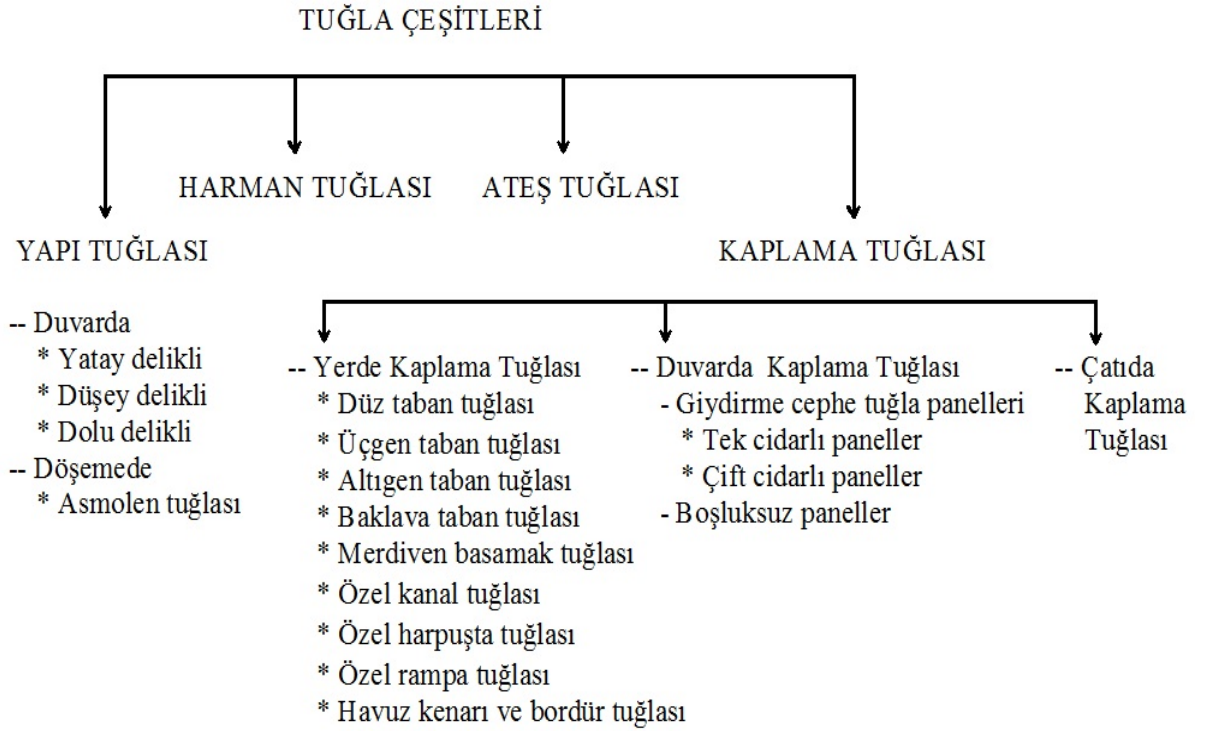 TUĞLA ÇEŞİTLERİ
HARMAN TUĞLASI
ATEŞ TUĞLASI
YAPI TUĞLASI
-- Duvarda
* Yatay delikli
* Düşey delikli
* Dolu delikli
-- Döşemede
* Asmolen tuğlası
KAPLAMA TUĞLASI
-- Yerde Kaplama Tuğlası
* Düz taban tuğlası
* Üçgen taban tuğlası
* Altıgen taban tuğlası
* Baklava taban tuğlası
* Merdiven basamak tuğlası
* Özel kanal tuğlası
* Özel harpuşta tuğlası
* Özel rampa tuğlası
* Havuz kenarı ve bordür tuğlası
-- Duvarda Kaplama Tuğlası
- Giydirme cephe tuğla panelleri
* Tek cidarlı paneller
* Çift cidarlı paneller
- Boşluksuz paneller
-- Çatıda
Kaplama
Tuğlası